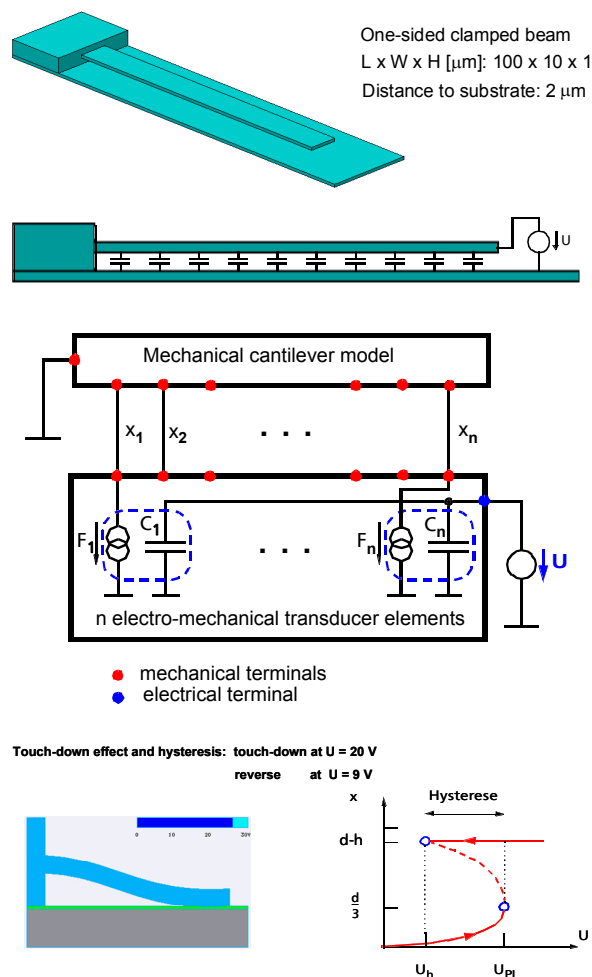 One-sided clamped beam
L x W x H [µm]: 100 x 10 x 1
Distance to substrate: 2 µm
U
Mechanical cantilever model
x1 x2 . . . xn
F1 C1 . . . Fn Cn U
n electro-mechanical transducer elements
mechanical terminals
electrical terminal
Touch-down effect and hysteresis: touch-down at U = 20 V
reverse at U = 9 V
0 10 20 30V
x Hysterese
d-h
d/3
U
Uh UPI